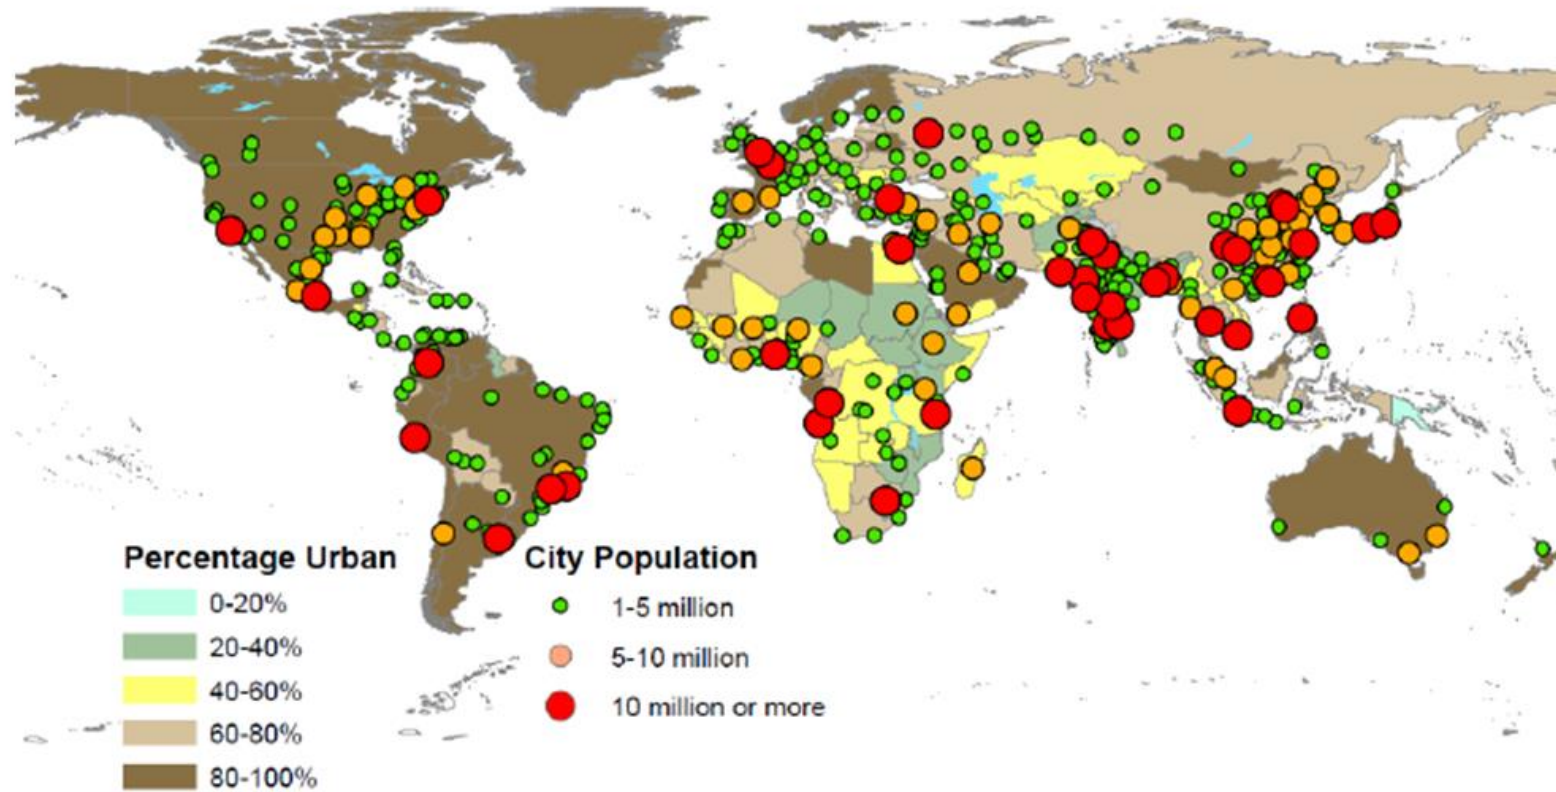 Percentage Urban
0-20%
20-40%
40-60%
60-80%
80-100%
City Population
1-5 million
5-10 million
10 million or more